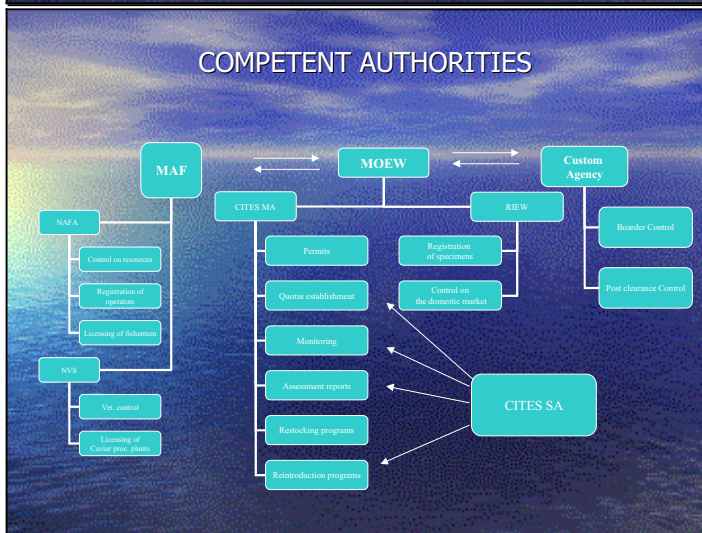 COMPETENT AUTHORITIES
MAF
MOEW
Custom
Agency
NAFA
Control on resources
Registration of
operators
Licensing of fishermen
NVS
Vet. control
Licensing of
Caviar proc. plants
CITES MA
Permits
Quotas establishment
Monitoring
Assessment reports
Restocking programs
Reintroduction programs
RIEW
Registration
of specimens
Control on
the domestic market
Boarder Control
Post clearance Control
CITES SA